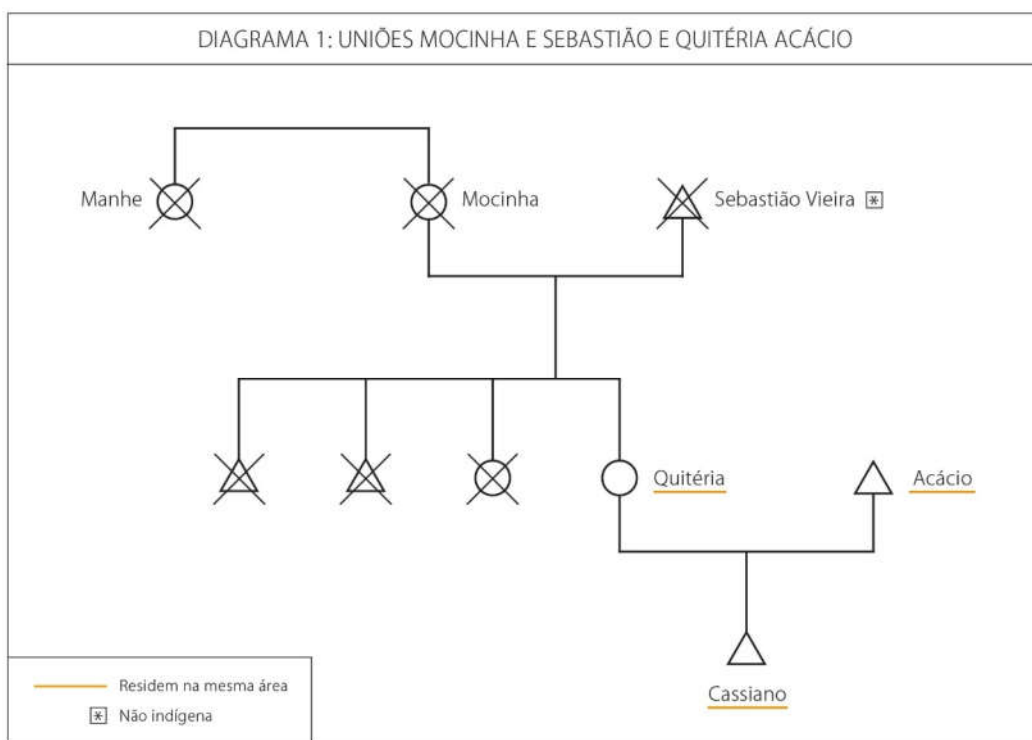 DIAGRAMA 1: UNIÕES MOCINHA E SEBASTIÃO E QUITÉRIA ACÁCIO
Manhe
Mocinha
Sebastião Vieira *
Quitéria
Acácio
Cassiano
Residem na mesma área
* Não indígena